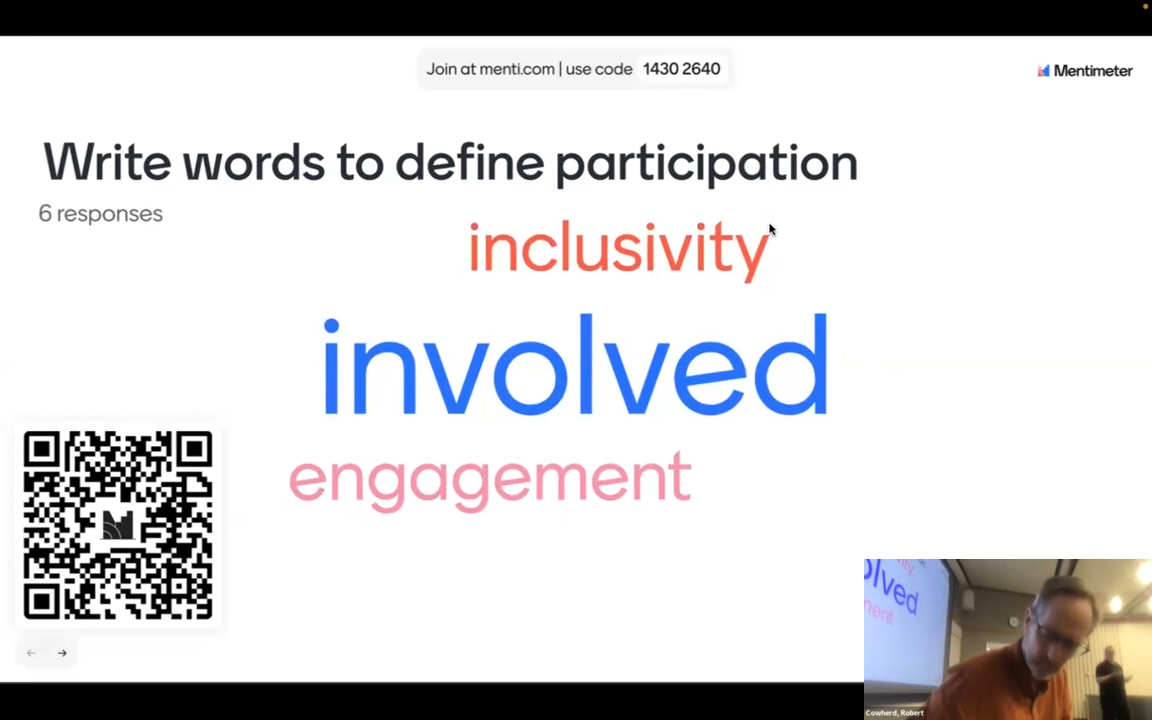 Join at menti.com | use code 1430 2640
Mentimeter
Write words to define participation
6 responses
inclusivity
involved
engagement
olved
Cowherd, Robert